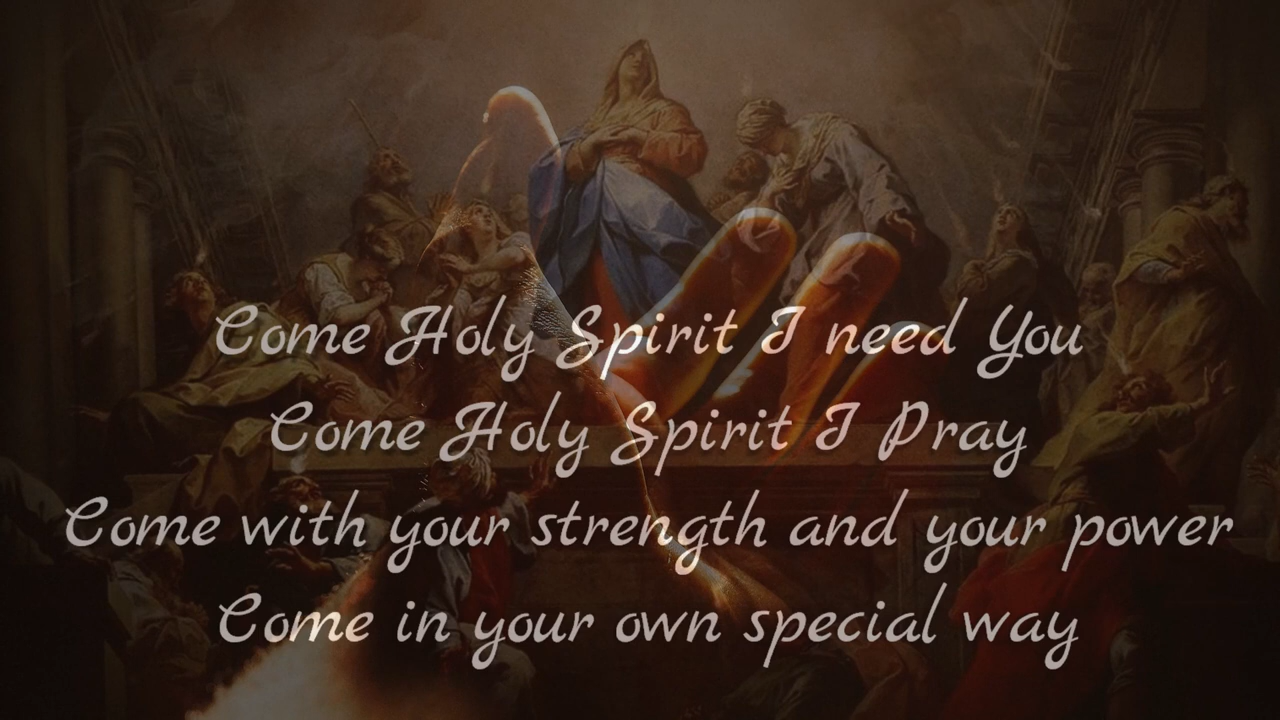 Come Holy Spirit I need You
Come Holy Spirit I Pray
Come with your strength and your power
Come in your own special way